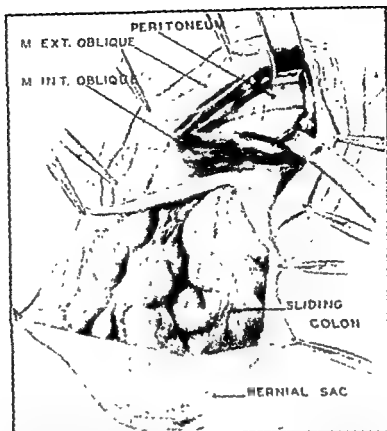 PERITONEUM
M EXT. OBLIQUE
M INT. OBLIQUE
SLIDING
COLON
HERNIAL SAC